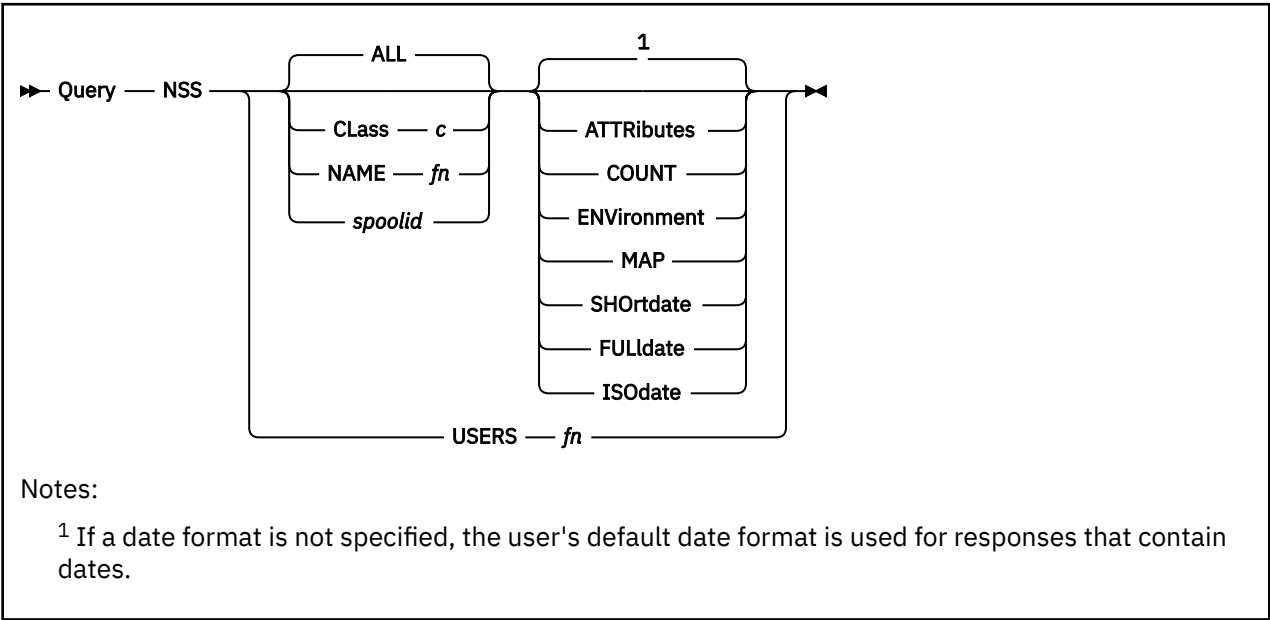 1
ALL
Query NSS
CLass c
ATTRibutes
NAME fn
COUNT
spoolid
ENVironment
MAP
SHOrtdate
FULldate
ISOdate
USERS fn
Notes:
1 If a date format is not specified, the user's default date format is used for responses that contain
dates.